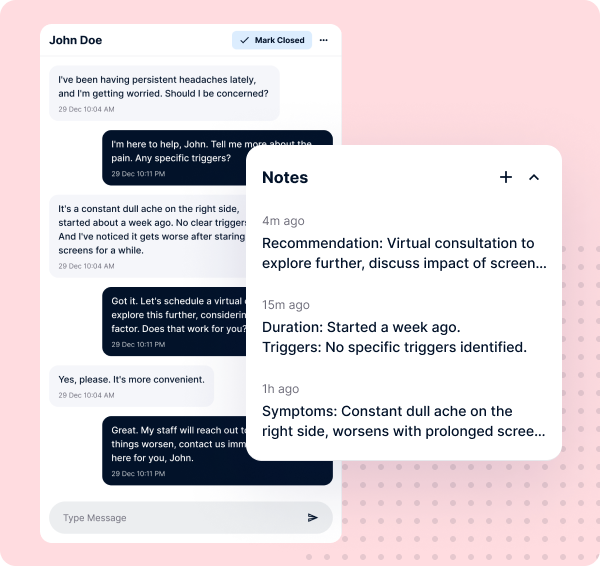 John Doe
Mark Closed
I've been having persistent headaches lately,
and I'm getting worried. Should I be concerned?
29 Dec 10:04 AM
I'm here to help, John. Tell me more about the
pain. Any specific triggers?
29 Dec 10:11 PM
It's a constant dull ache on the right side,
started about a week ago. No clear triggers
And I've noticed it gets worse after staring
screens for a while.
29 Dec 10:04 AM
Got it. Let's schedule a virtual
explore this further,
factor. Does that work for you?
29 Dec 10:11 PM
Yes, please. It's more convenient.
29 Dec 10:04 AM
Great. My staff will reach out
things worsen, contact us
here for you, John.
29 Dec 10:11 PM
Type Message
Notes
4m ago
Recommendation: Virtual consultation to
explore further, discuss impact of screen...
15m ago
Duration: Started a week ago.
Triggers: No specific triggers identified.
1h ago
Symptoms: Constant dull ache on the
right side, worsens with prolonged scree...